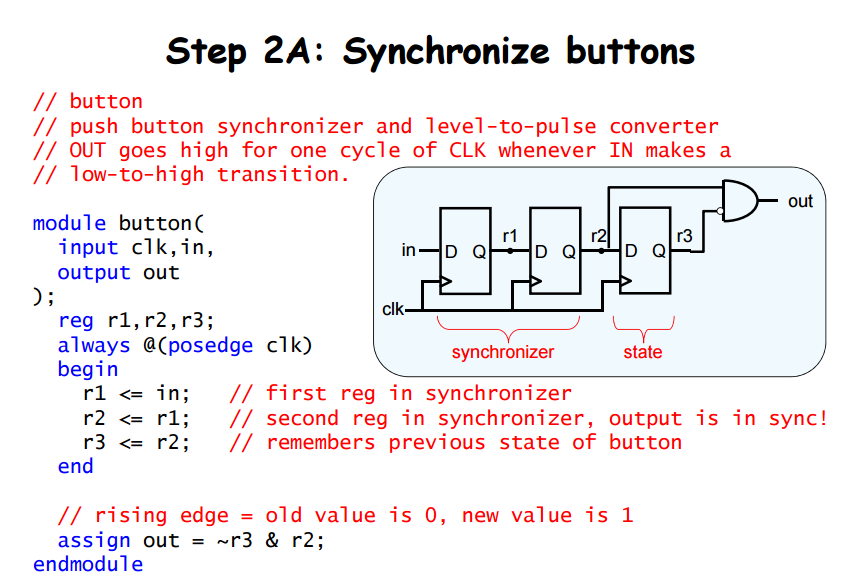 Step 2A: Synchronize buttons
// button
// push button synchronizer and level-to-pulse converter
// OUT goes high for one cycle of CLK whenever IN makes a
// low-to-high transition.
module button(
input clk,in,
output out
);
reg r1,r2,r3;
always @(posedge clk)
begin
r1 <= in; // first reg in synchronizer
r2 <= r1; // second reg in synchronizer, output is in sync!
r3 <= r2; // remembers previous state of button
end
// rising edge = old value is 0, new value is 1
assign out = ~r3 & r2;
endmodule
out
in D Q r1 D Q r2 D Q r3
clk
synchronizer state